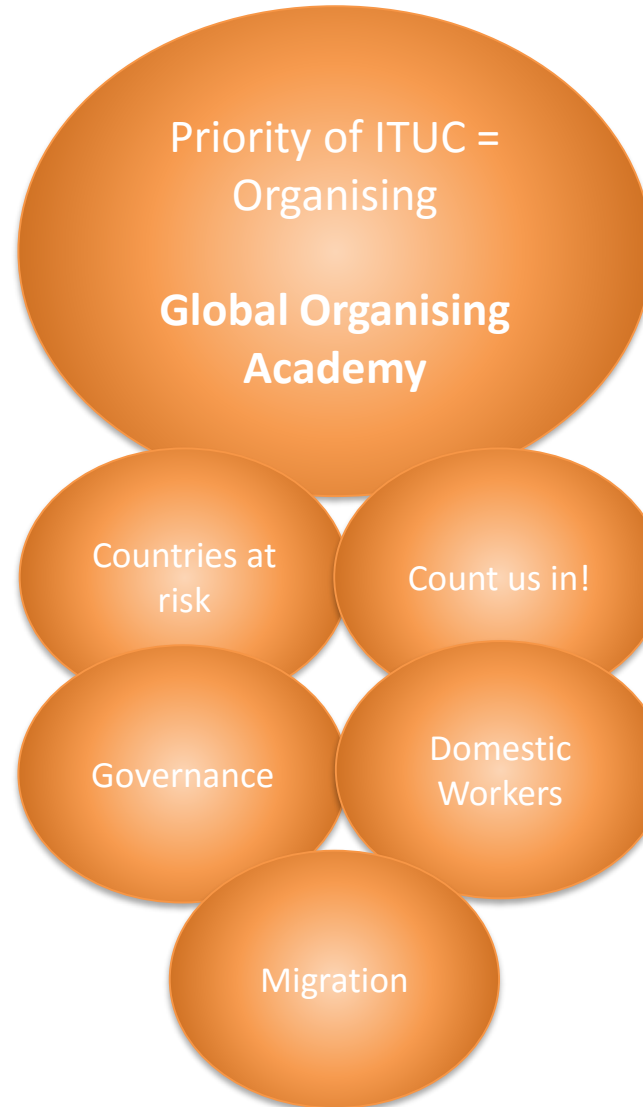 Priority of ITUC =
Organising
Global Organising
Academy
Countries at
risk
Count us in!
Governance
Domestic
Workers
Migration